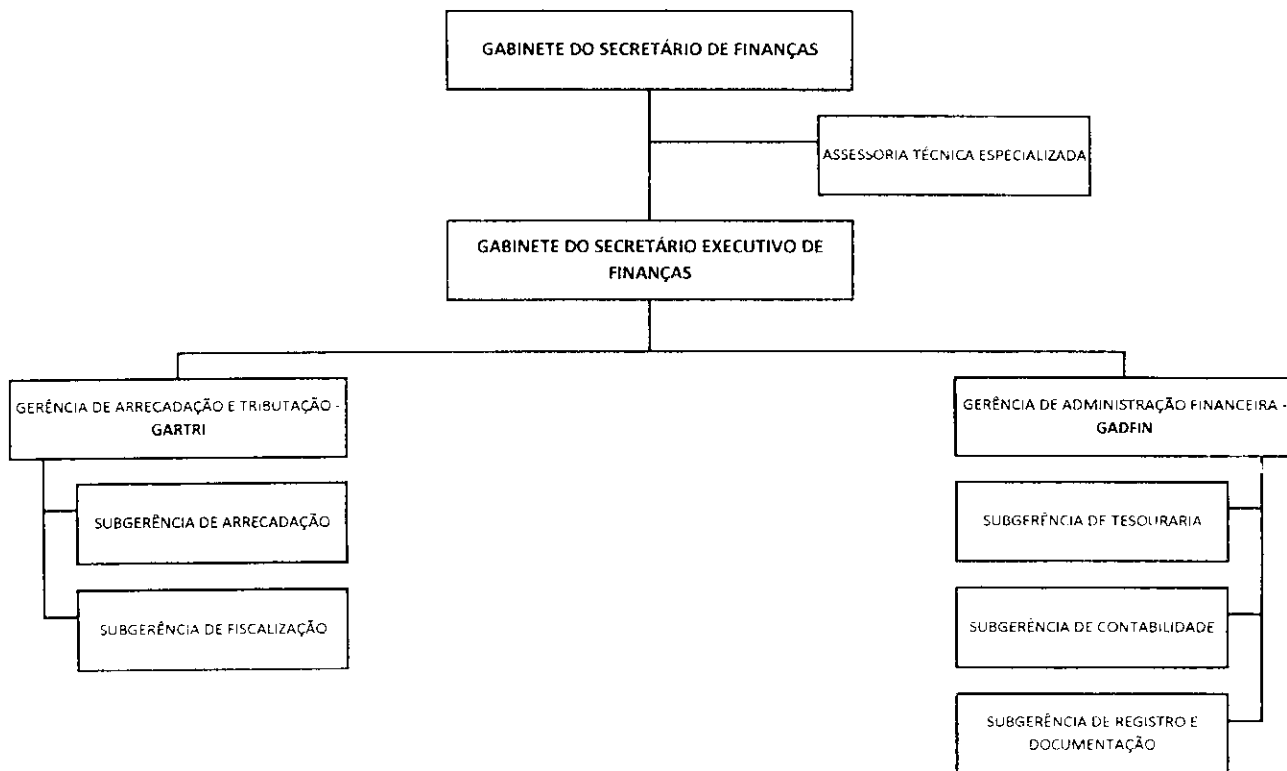 GABINETE DO SECRETÁRIO DE FINANÇAS
ASSESSORIA TÉCNICA ESPECIALIZADA
GABINETE DO SECRETÁRIO EXECUTIVO DE
FINANÇAS
GERÊNCIA DE ARRECADAÇÃO E TRIBUTAÇÃO -
GARTRI
SUBGERÊNCIA DE ARRECADAÇÃO
SUBGERÊNCIA DE FISCALIZAÇÃO
GERÊNCIA DE ADMINISTRAÇÃO FINANCEIRA -
GADFIN
SUBGERÊNCIA DE TESOURARIA
SUBGERÊNCIA DE CONTABILIDADE
SUBGERÊNCIA DE REGISTRO E
DOCUMENTAÇÃO